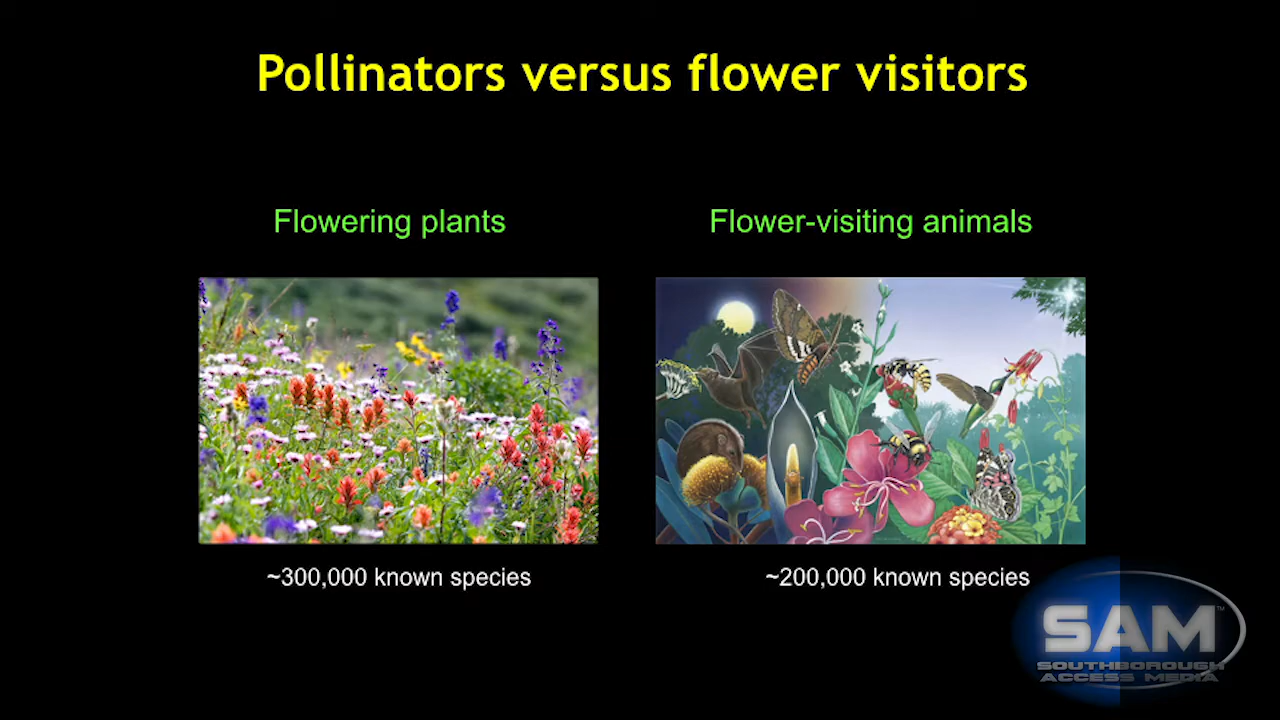 Pollinators versus flower visitors
Flowering plants
Flower-visiting animals
~300,000 known species
~200,000 known species
SAM™
SOUTHBOROUGH
ACCESS MEDIA